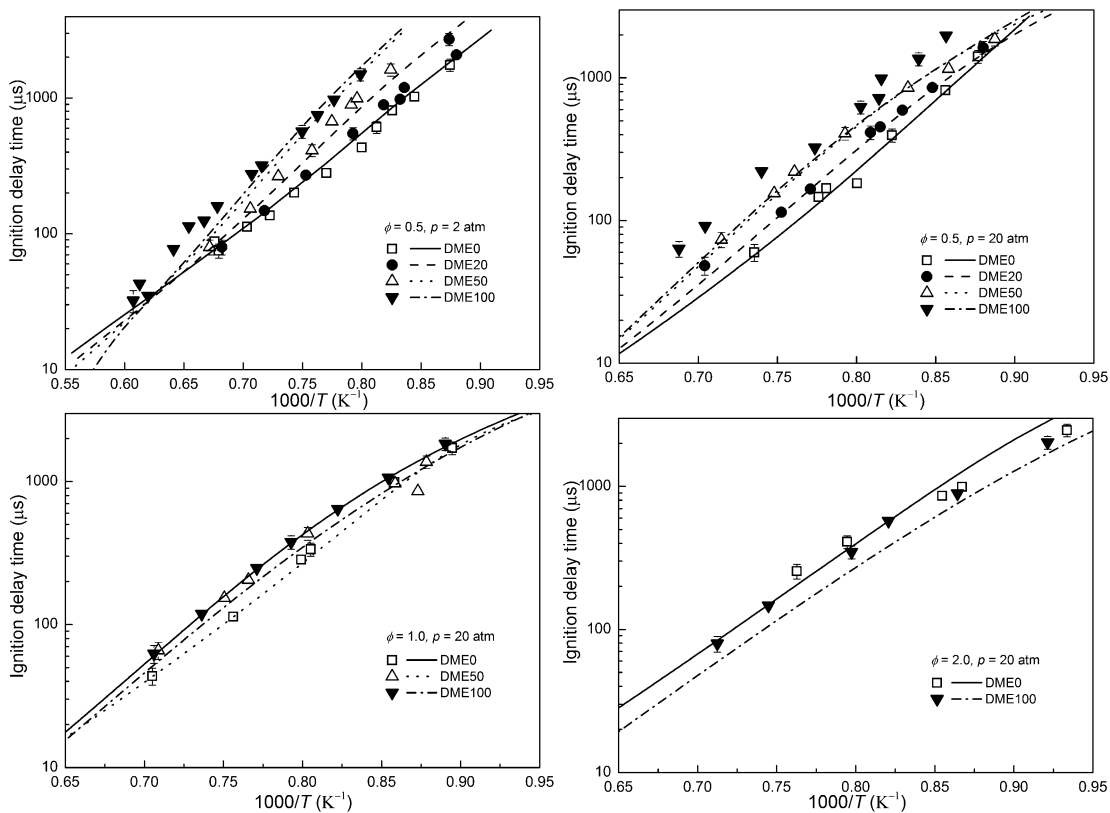 1000
100
10
Ignition delay time (μs)
0.55 0.60 0.65 0.70 0.75 0.80 0.85 0.90 0.95
1000/T (K⁻¹)
ϕ = 0.5, p = 2 atm
DME0
DME20
DME50
DME100
1000
100
10
Ignition delay time (μs)
0.65 0.70 0.75 0.80 0.85 0.90 0.95
1000/T (K⁻¹)
ϕ = 0.5, p = 20 atm
DME0
DME20
DME50
DME100
1000
100
10
Ignition delay time (μs)
0.65 0.70 0.75 0.80 0.85 0.90 0.95
1000/T (K⁻¹)
ϕ = 1.0, p = 20 atm
DME0
DME50
DME100
1000
100
10
Ignition delay time (μs)
0.65 0.70 0.75 0.80 0.85 0.90 0.95
1000/T (K⁻¹)
ϕ = 2.0, p = 20 atm
DME0
DME100